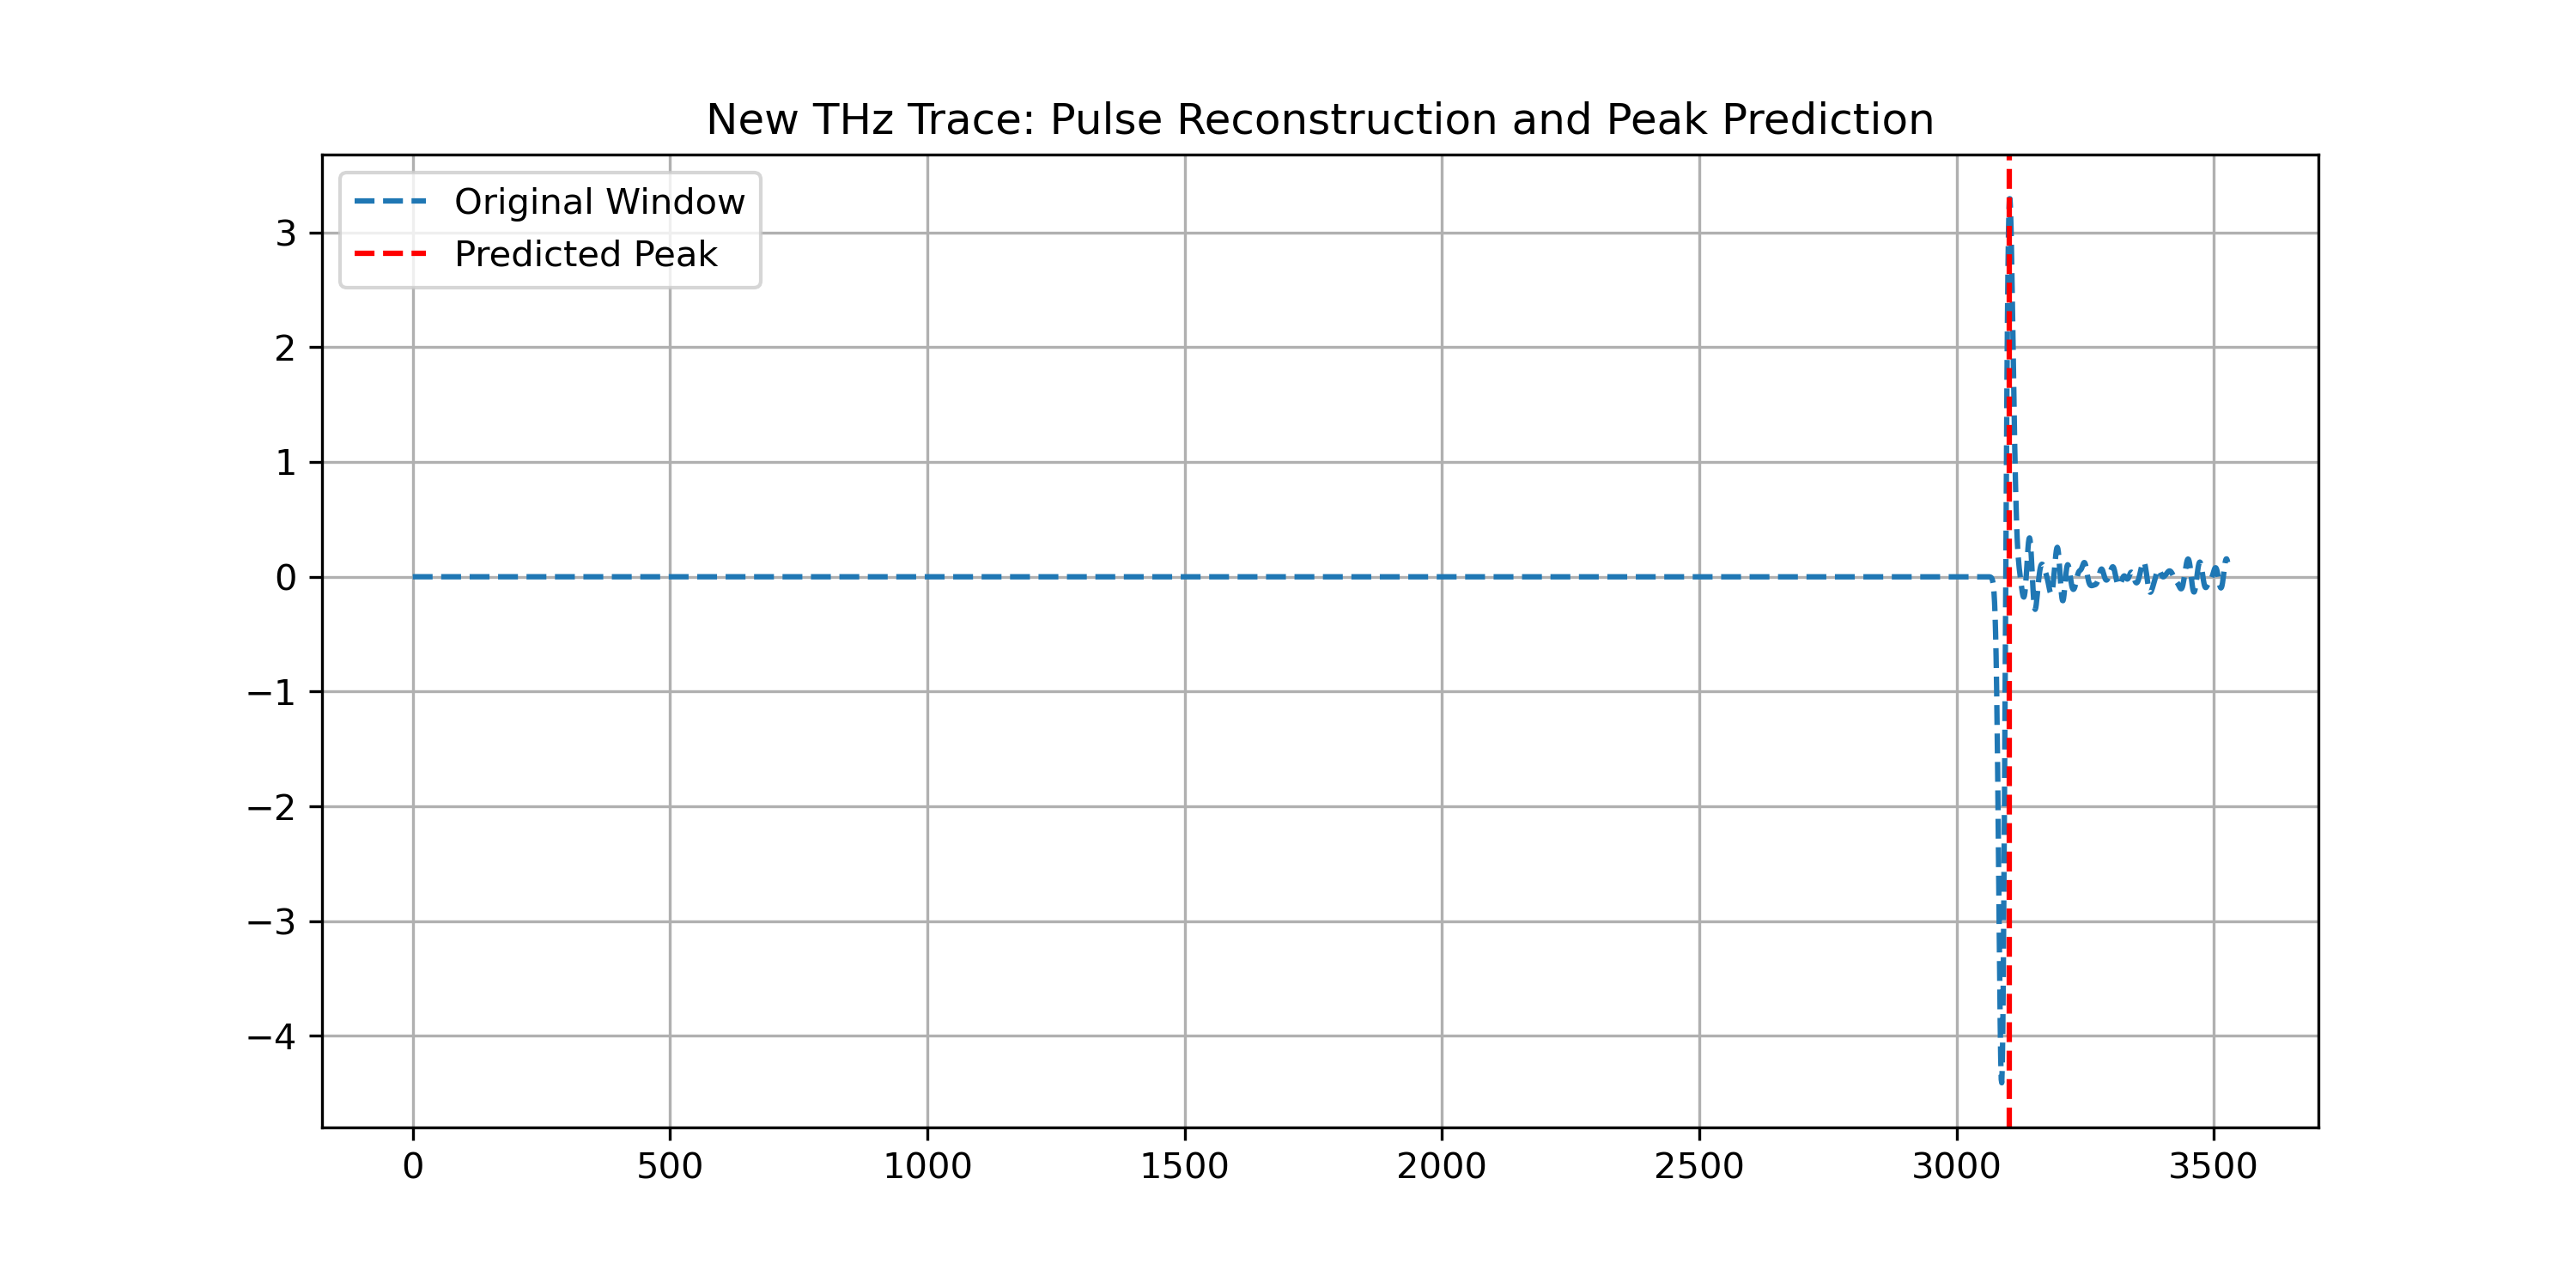 New THz Trace: Pulse Reconstruction and Peak Prediction
Original Window
Predicted Peak
3
2
1
0
−1
−2
−3
−4
0 500 1000 1500 2000 2500 3000 3500